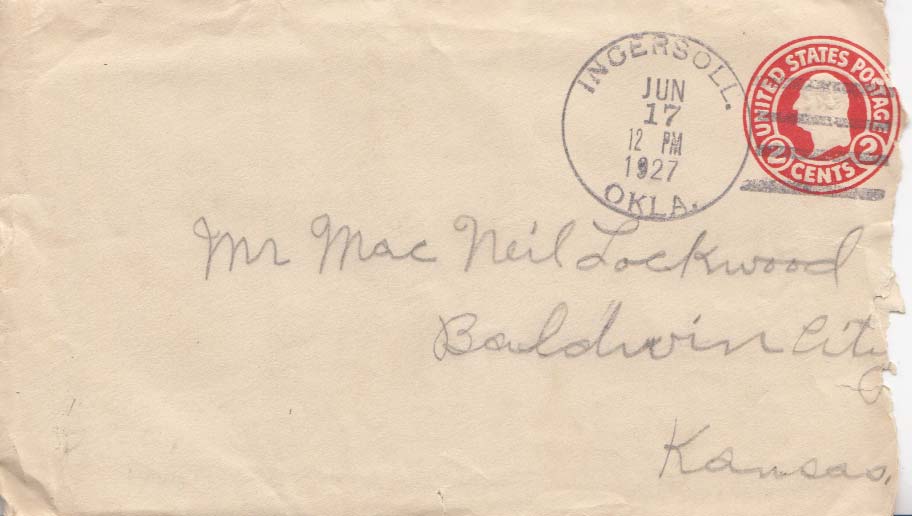 INGERSOLL.
JUN
17
12 PM
1927
OKLA.
UNITED STATES POSTAGE
2 CENTS 2
Mr Mac Neil Lockwood
Baldwin City
Kansas.